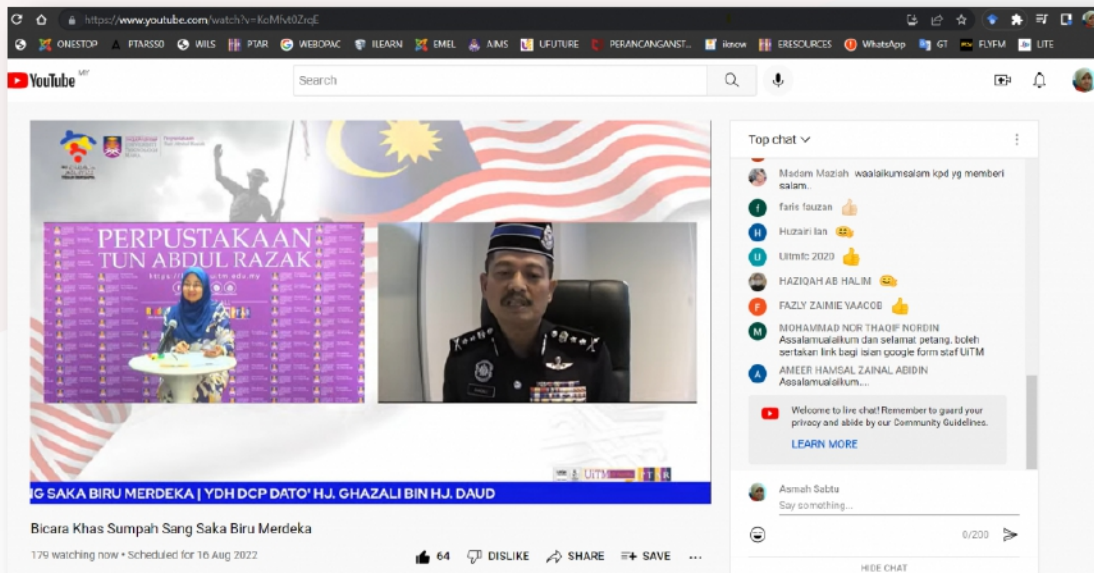 https://www.youtube.com/watch?v=KoMfvt0ZrqE
ONESTOP PTARSSO WILS PTAR WEBOPAC ILEARN EMEL AIMS UFUTURE PERANCANGANST... iknow ERESOURCES WhatsApp GT FLYFM LITE
YouTube MY
Search
PERPUSTAKAAN
TUN ABDUL RAZAK
UiTM PTAR
NG SAKA BIRU MERDEKA | YDH DCP DATO' HJ. GHAZALI BIN HJ. DAUD
Bicara Khas Sumpah Sang Saka Biru Merdeka
179 watching now • Scheduled for 16 Aug 2022
64 DISLIKE SHARE SAVE ...
Top chat
Madam Maziah waalaikumsalam kpd yg memberi
salam..
faris fauzan
Huzairi Ian
Uitmfc 2020
HAZIQAH AB HALIM
FAZLY ZAIMIE YAACOB
MOHAMMAD NOR THAQIF NORDIN
Assalamualaikum dan selamat petang, boleh
sertakan link bagi isian google form staf UiTM
AMEER HAMSAL ZAINAL ABIDIN
Assalamualaikum....
Welcome to live chat! Remember to guard your
privacy and abide by our Community Guidelines.
LEARN MORE
Asmah Sabtu
Say something...
0/200
HIDE CHAT